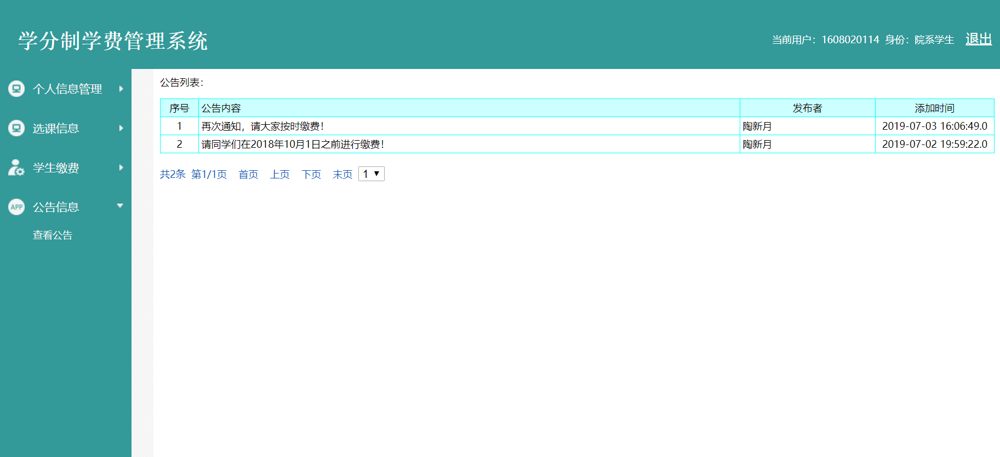 学分制学费管理系统
当前用户：1608020114 身份：院系学生 退出
个人信息管理
选课信息
学生缴费
APP 公告信息
查看公告
公告列表：
序号 公告内容 发布者 添加时间
1 再次通知，请大家按时缴费！ 陶新月 2019-07-03 16:06:49.0
2 请同学们在2018年10月1日之前进行缴费！ 陶新月 2019-07-02 19:59:22.0
共2条 第1/1页 首页 上页 下页 末页 1